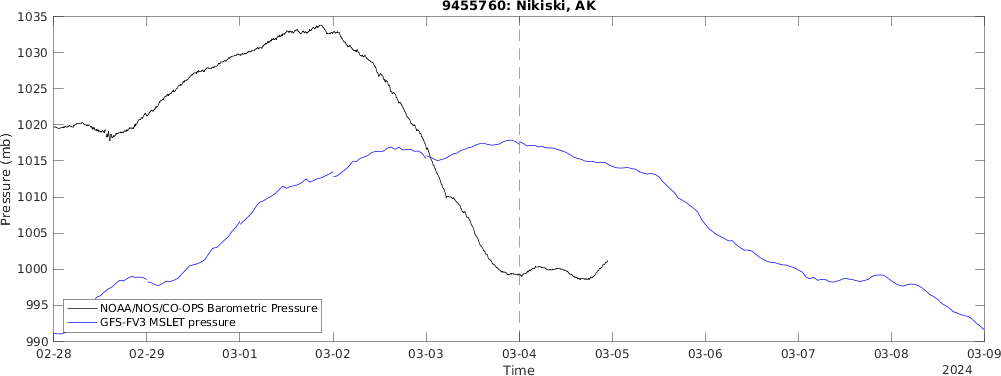 9455760: Nikiski, AK
Pressure (mb)
1035
1030
1025
1020
1015
1010
1005
1000
995
990
NOAA/NOS/CO-OPS Barometric Pressure
GFS-FV3 MSLET pressure
02-28 02-29 03-01 03-02 03-03 03-04 03-05 03-06 03-07 03-08 03-09
Time
2024